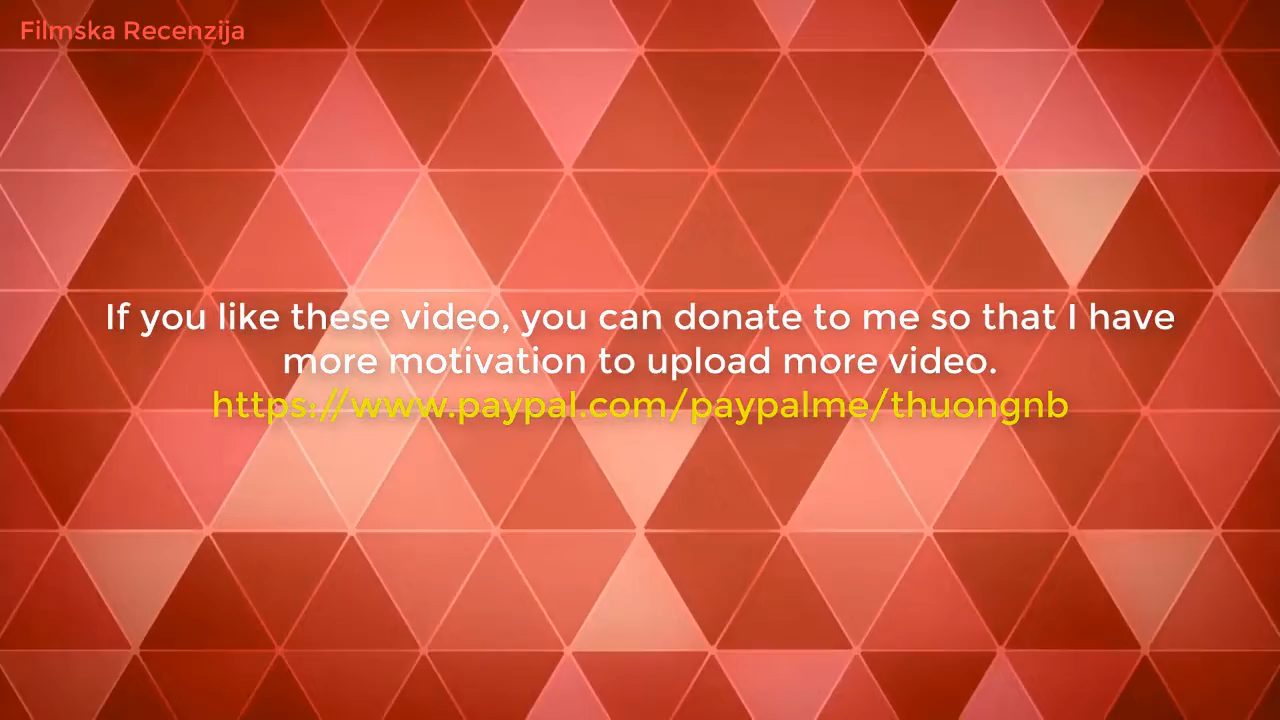 Filmska Recenzija
If you like these video, you can donate to me so that I have
more motivation to upload more video.
https://www.paypal.com/paypalme/thuongnb